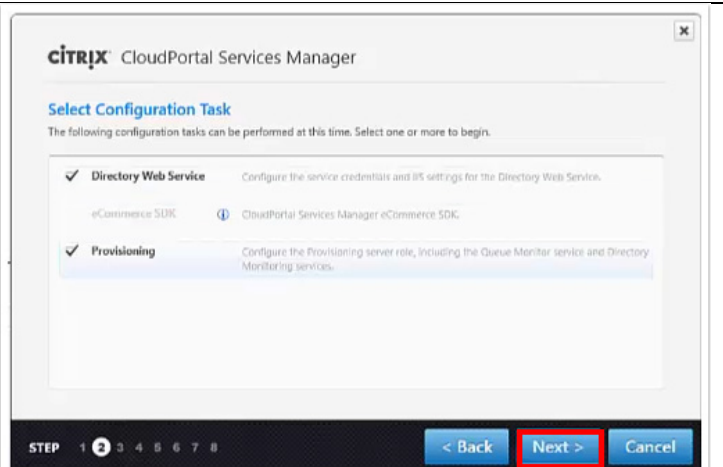 CİTRIX CloudPortal Services Manager
Select Configuration Task
The following configuration tasks can be performed at this time. Select one or more to begin.
Directory Web Service Configure the service credentials and IIS settings for the Directory Web Service.
eCommerce SDK CloudPortal Services Manager eCommerce SDK.
Provisioning Configure the Provisioning server role, including the Queue Monitor service and Directory
Monitoring services.
STEP 1 2 3 4 5 6 7 8 < Back Next > Cancel